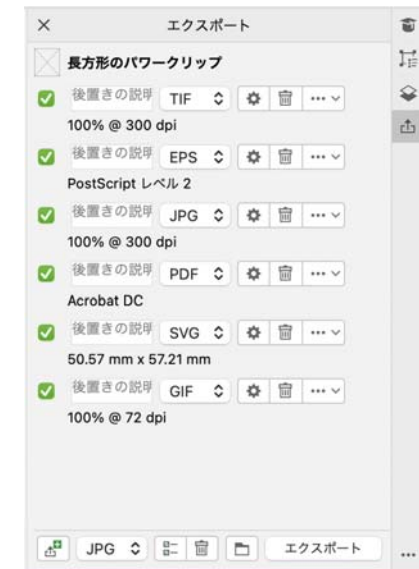 エクスポート
長方形のパワークリップ
後置きの説明 TIF
100% @ 300 dpi
後置きの説明 EPS
PostScript レベル 2
後置きの説明 JPG
100% @ 300 dpi
後置きの説明 PDF
Acrobat DC
後置きの説明 SVG
50.57 mm x 57.21 mm
後置きの説明 GIF
100% @ 72 dpi
JPG エクスポート